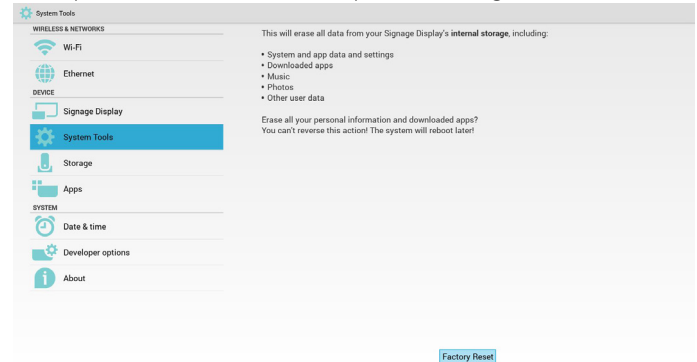 System Tools
WIRELESS & NETWORKS
Wi-Fi
Ethernet
DEVICE
Signage Display
System Tools
Storage
Apps
SYSTEM
Date & time
Developer options
About
This will erase all data from your Signage Display's internal storage, including:
• System and app data and settings
• Downloaded apps
• Music
• Photos
• Other user data
Erase all your personal information and downloaded apps?
You can't reverse this action! The system will reboot later!
Factory Reset